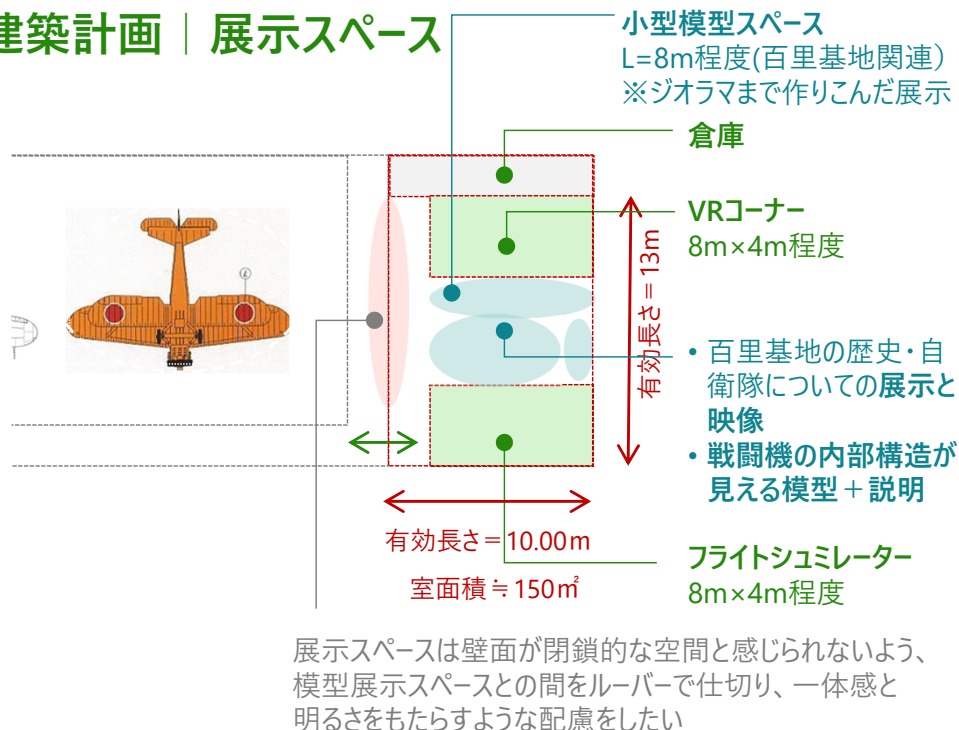 建築計画｜展示スペース
小型模型スペース
L=8m程度(百里基地関連）
※ジオラマまで作りこんだ展示
倉庫
VRコーナー
8m×4m程度
有効長さ＝13m
• 百里基地の歴史・自
衛隊についての展示と
映像
• 戦闘機の内部構造が
見える模型＋説明
有効長さ＝10.00ｍ
室面積≒150㎡
フライトシュミレーター
8m×4m程度
展示スペースは壁面が閉鎖的な空間と感じられないよう、
模型展示スペースとの間をルーバーで仕切り、一体感と
明るさをもたらすような配慮をしたい